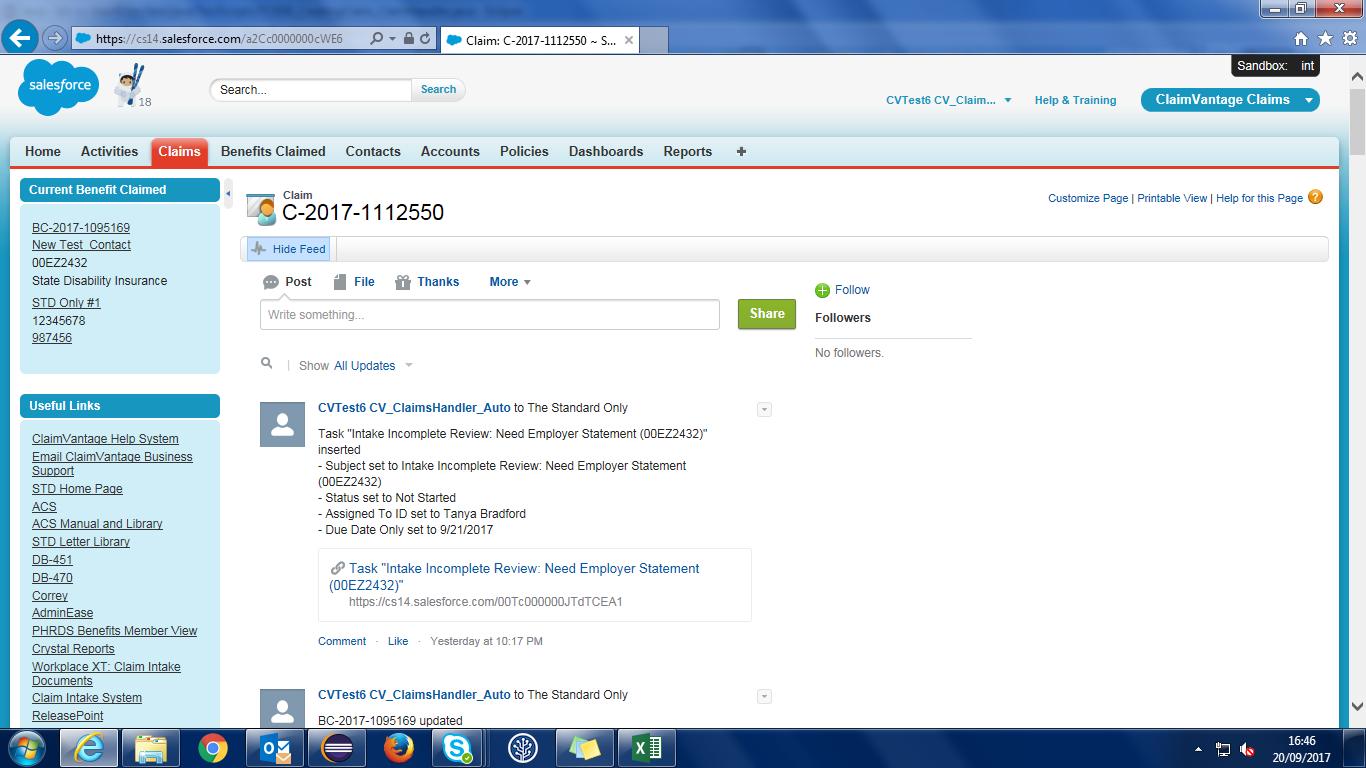 https://cs14.salesforce.com/a2Cc0000000cWE6
Claim: C-2017-1112550 ~ S...
Sandbox: int
salesforce
18
Search...
Search
CVTest6 CV_Claim...
Help & Training
ClaimVantage Claims
Home Activities Claims Benefits Claimed Contacts Accounts Policies Dashboards Reports
Current Benefit Claimed
BC-2017-1095169
New Test Contact
00EZ2432
State Disability Insurance
STD Only #1
12345678
987456
Useful Links
ClaimVantage Help System
Email ClaimVantage Business
Support
STD Home Page
ACS
ACS Manual and Library
STD Letter Library
DB-451
DB-470
Correy
AdminEase
PHRDS Benefits Member View
Crystal Reports
Workplace XT: Claim Intake
Documents
Claim Intake System
ReleasePoint
Claim
C-2017-1112550
Customize Page | Printable View | Help for this Page
Hide Feed
Post File Thanks More
Write something...
Share
Follow
Followers
No followers.
Show All Updates
CVTest6 CV_ClaimsHandler_Auto to The Standard Only
Task "Intake Incomplete Review: Need Employer Statement (00EZ2432)"
inserted
- Subject set to Intake Incomplete Review: Need Employer Statement
(00EZ2432)
- Status set to Not Started
- Assigned To ID set to Tanya Bradford
- Due Date Only set to 9/21/2017
Task "Intake Incomplete Review: Need Employer Statement
(00EZ2432)"
https://cs14.salesforce.com/00Tc000000JTdTCEA1
Comment · Like · Yesterday at 10:17 PM
CVTest6 CV_ClaimsHandler_Auto to The Standard Only
BC-2017-1095169 updated
16:46
20/09/2017